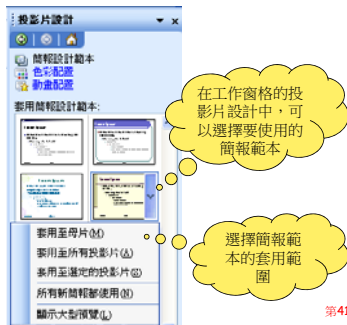 投影片設計
簡報設計範本
色彩配置
動畫配置
套用簡報設計範本:
在工作窗格的投
影片設計中，可
以選擇要使用的
簡報範本
套用至母片(M)
套用至所有投影片(A)
套用至選定的投影片(S)
所有新簡報都使用(N)
顯示大型預覽(L)
選擇簡報範
本的套用範
圍
第41